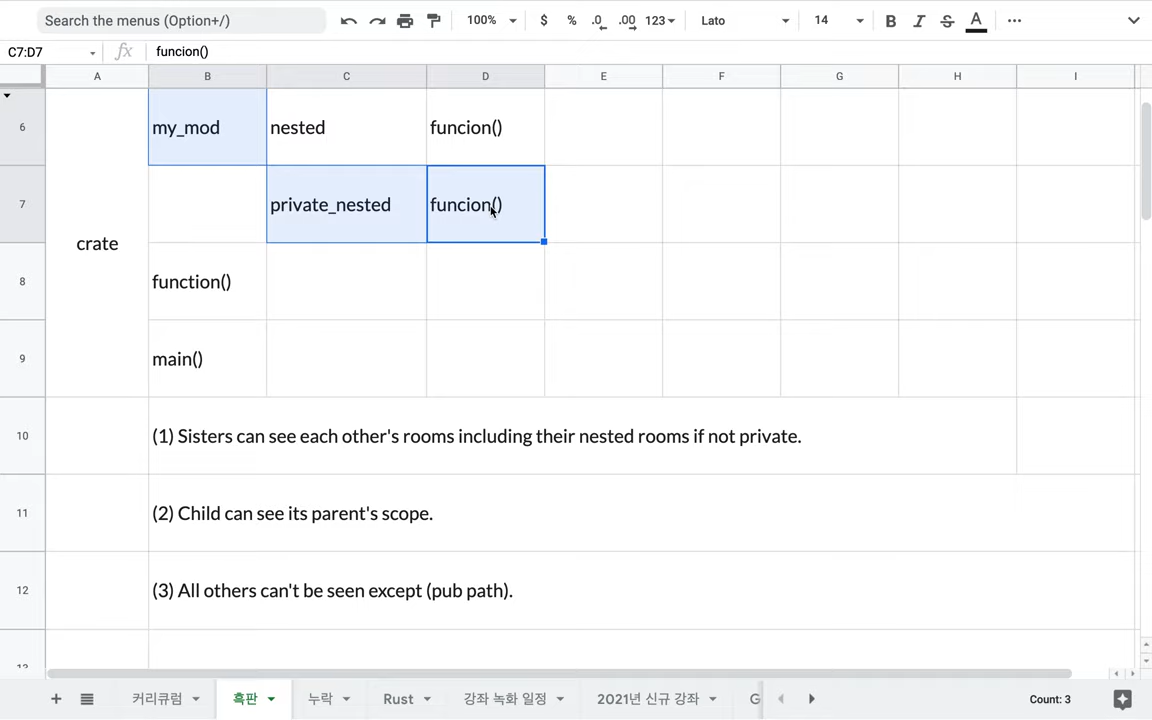 Search the menus (Option+/) 100% $ % .0 .00 123 Lato 14 B I S A ...
C7:D7 fx funcion()
A B C D E F G H I
6 my_mod nested funcion()
7 private_nested funcion()
crate
8 function()
9 main()
10 (1) Sisters can see each other's rooms including their nested rooms if not private.
11 (2) Child can see its parent's scope.
12 (3) All others can't be seen except (pub path).
13
+ 커리큘럼 흑판 누락 Rust 강좌 녹화 일정 2021년 신규 강좌 G Count: 3